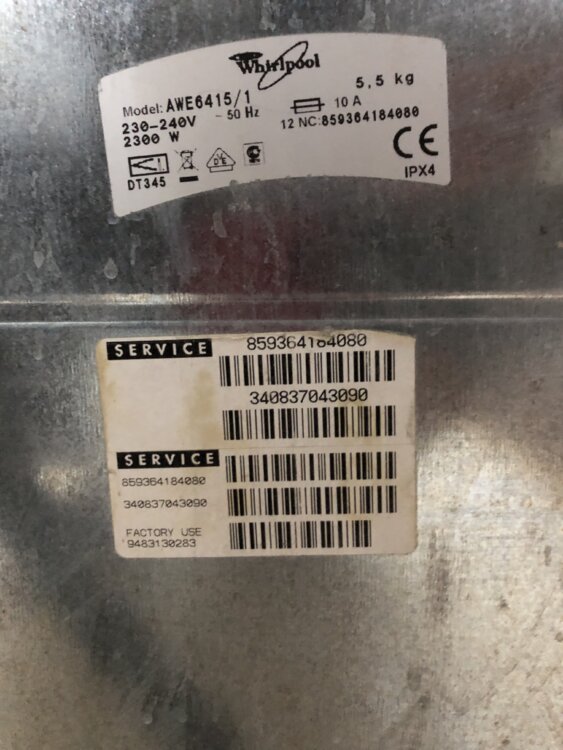 Whirlpool
Model: AWE6415/1
5,5 kg
230-240V ~ 50 Hz 10 A
2300 W 12 NC:859364184080
CE
DT345
IPX4
SERVICE 859364184080
340837043090
SERVICE
859364184080
340837043090
FACTORY USE
9483130283